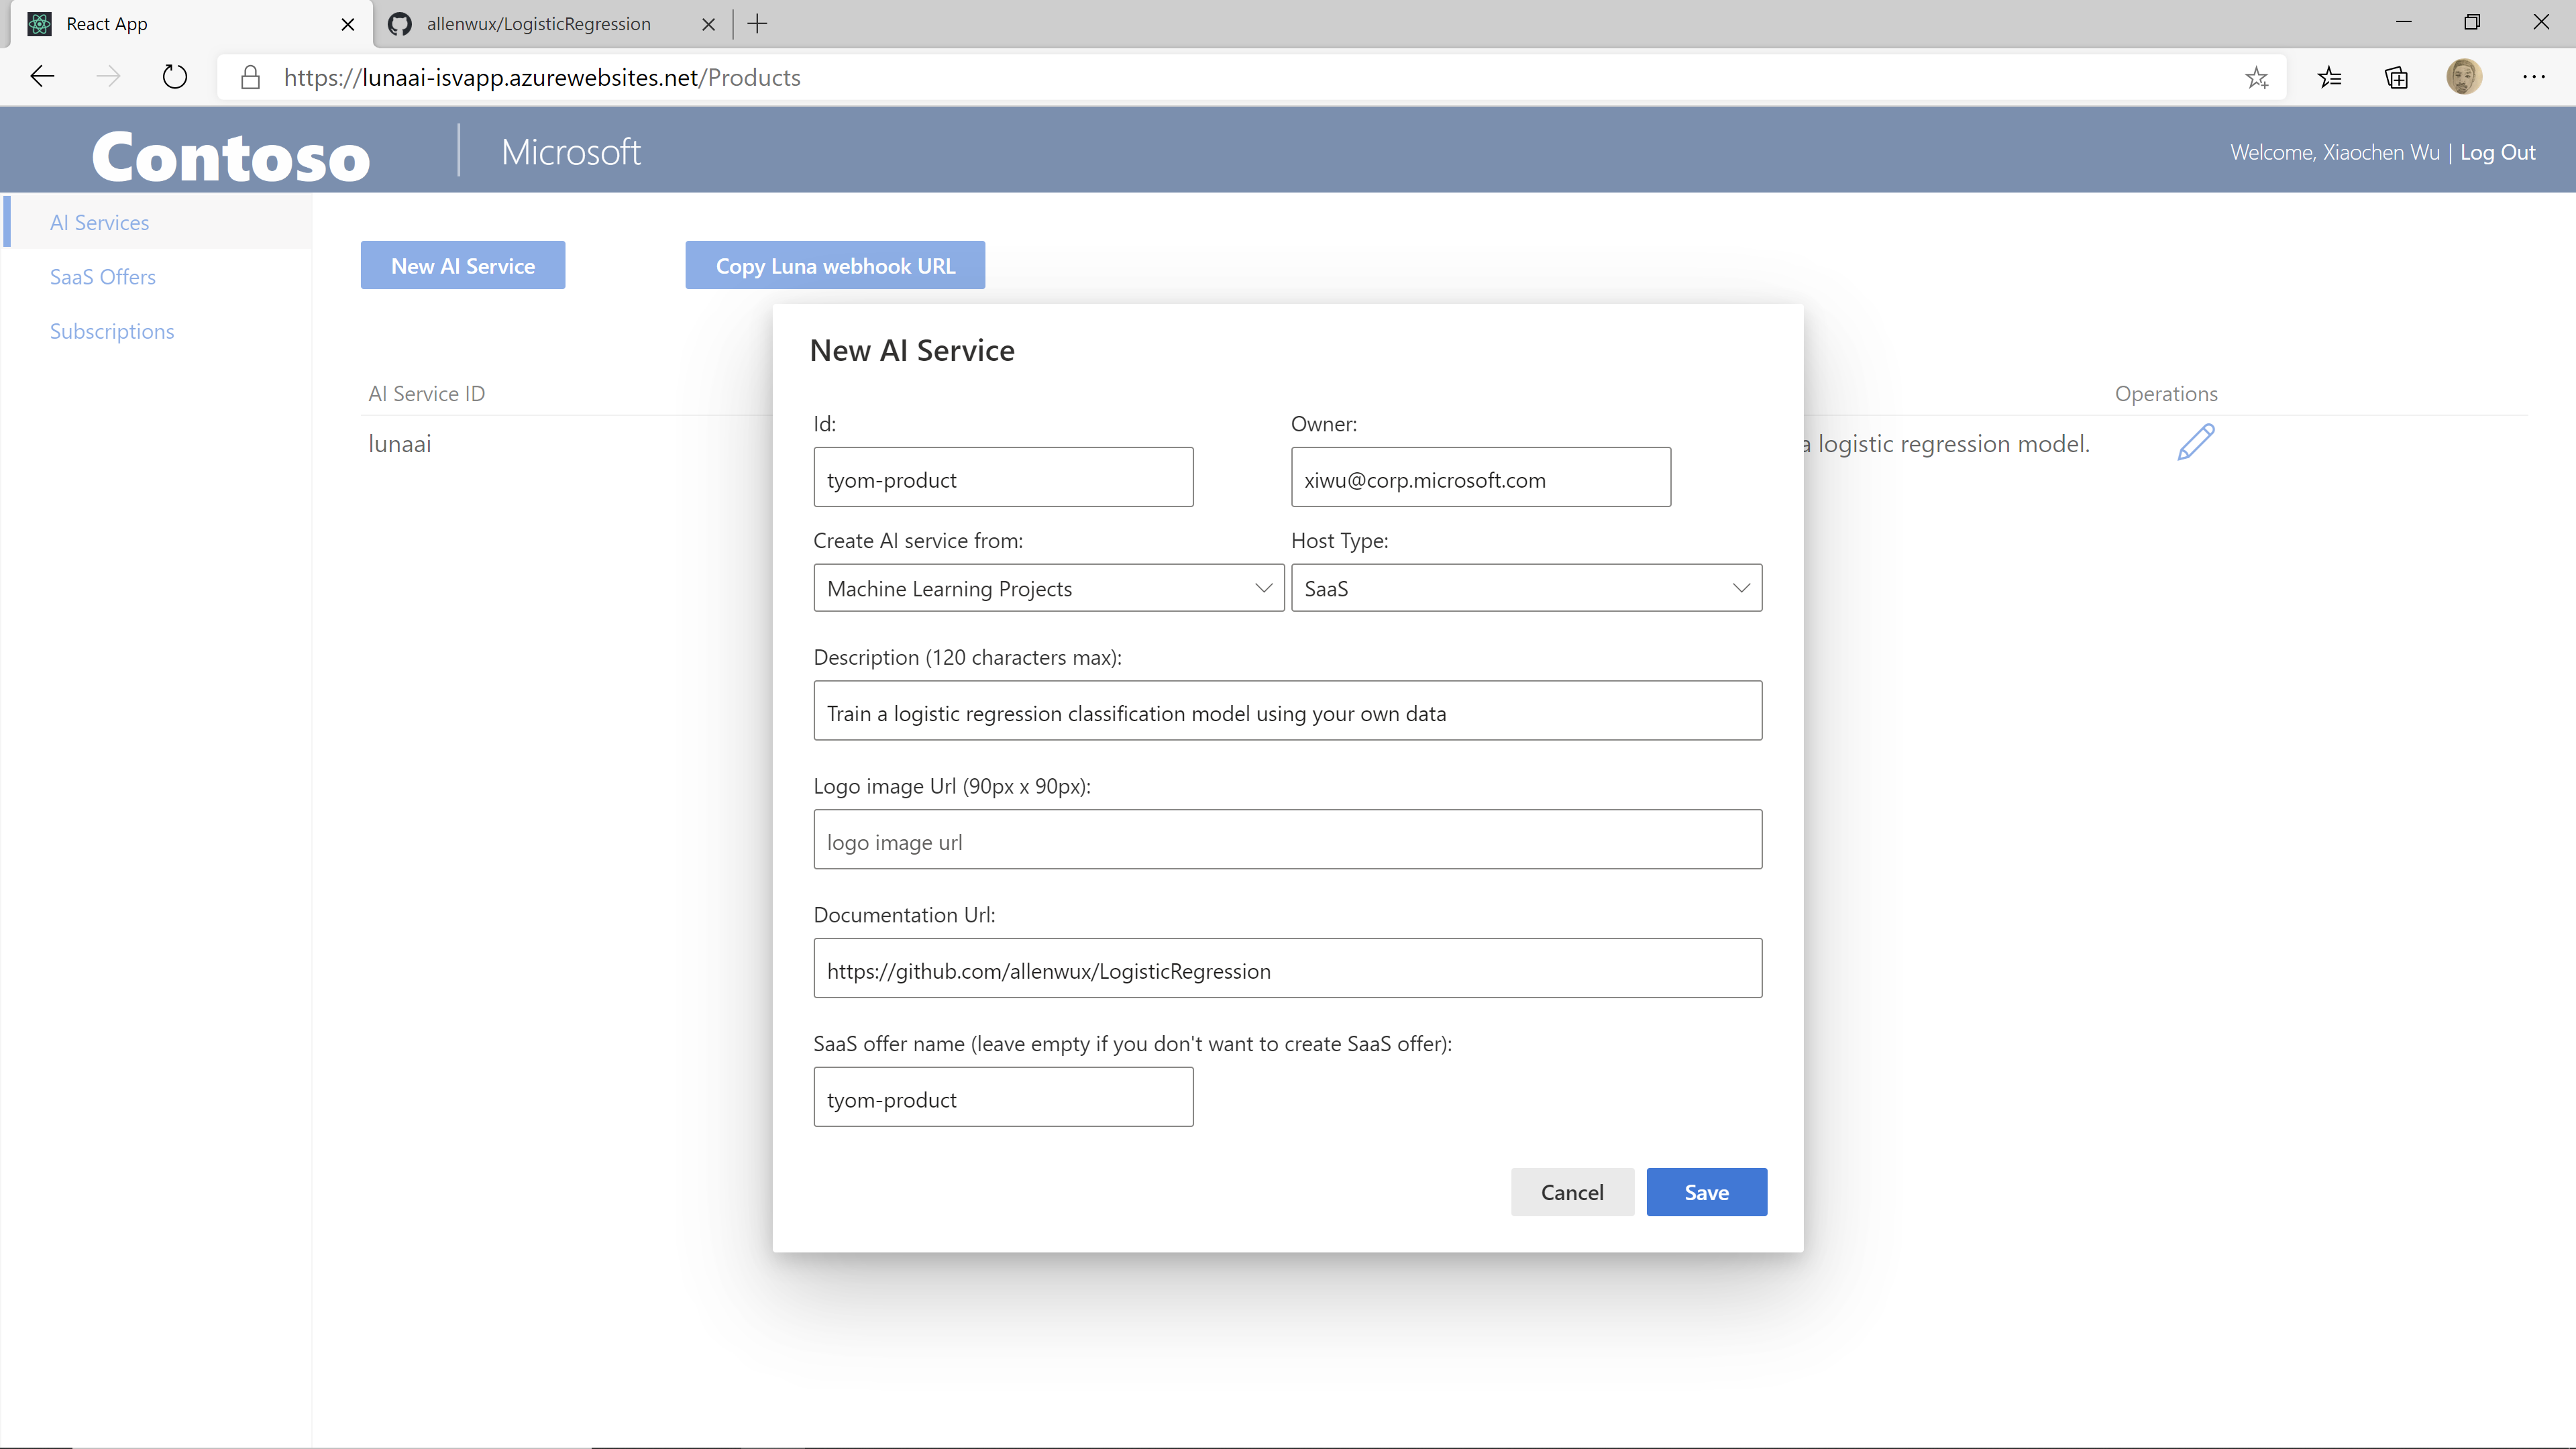 React App
allenwux/LogisticRegression
https://lunaai-isvapp.azurewebsites.net/Products
Contoso
Microsoft
Welcome, Xiaochen Wu | Log Out
AI Services
SaaS Offers
Subscriptions
New AI Service
Copy Luna webhook URL
AI Service ID
Operations
lunaai
a logistic regression model.
New AI Service
Id:
Owner:
tyom-product
xiwu@corp.microsoft.com
Create AI service from:
Host Type:
Machine Learning Projects
SaaS
Description (120 characters max):
Train a logistic regression classification model using your own data
Logo image Url (90px x 90px):
logo image url
Documentation Url:
https://github.com/allenwux/LogisticRegression
SaaS offer name (leave empty if you don't want to create SaaS offer):
tyom-product
Cancel
Save